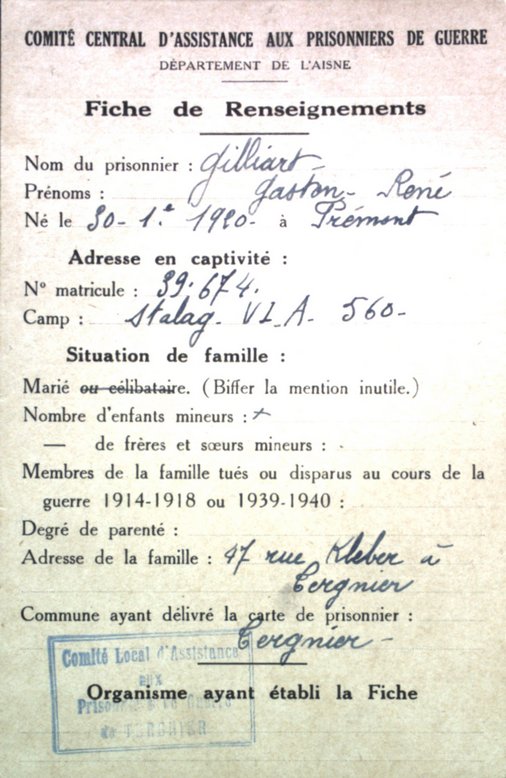 COMITÉ CENTRAL D'ASSISTANCE AUX PRISONNIERS DE GUERRE
DÉPARTEMENT DE L'AISNE
Fiche de Renseignements
Nom du prisonnier : Gilliart
Prénoms : Gaston - René
Né le 30 - 1.e 1920 - à Prémont
Adresse en captivité :
N° matricule : 39.674.
Camp : Stalag - VI - A - 560 -
Situation de famille :
Marié ou célibataire. (Biffer la mention inutile.)
Nombre d'enfants mineurs : +
— de frères et sœurs mineurs : -
Membres de la famille tués ou disparus au cours de la
guerre 1914-1918 ou 1939-1940 :
Degré de parenté :
Adresse de la famille : 47 rue Kleber à
Tergnier
Commune ayant délivré la carte de prisonnier :
Tergnier -
Comité Local d'Assistance
aux
Prisonniers de Guerre
de TERGNIER
Organisme ayant établi la Fiche